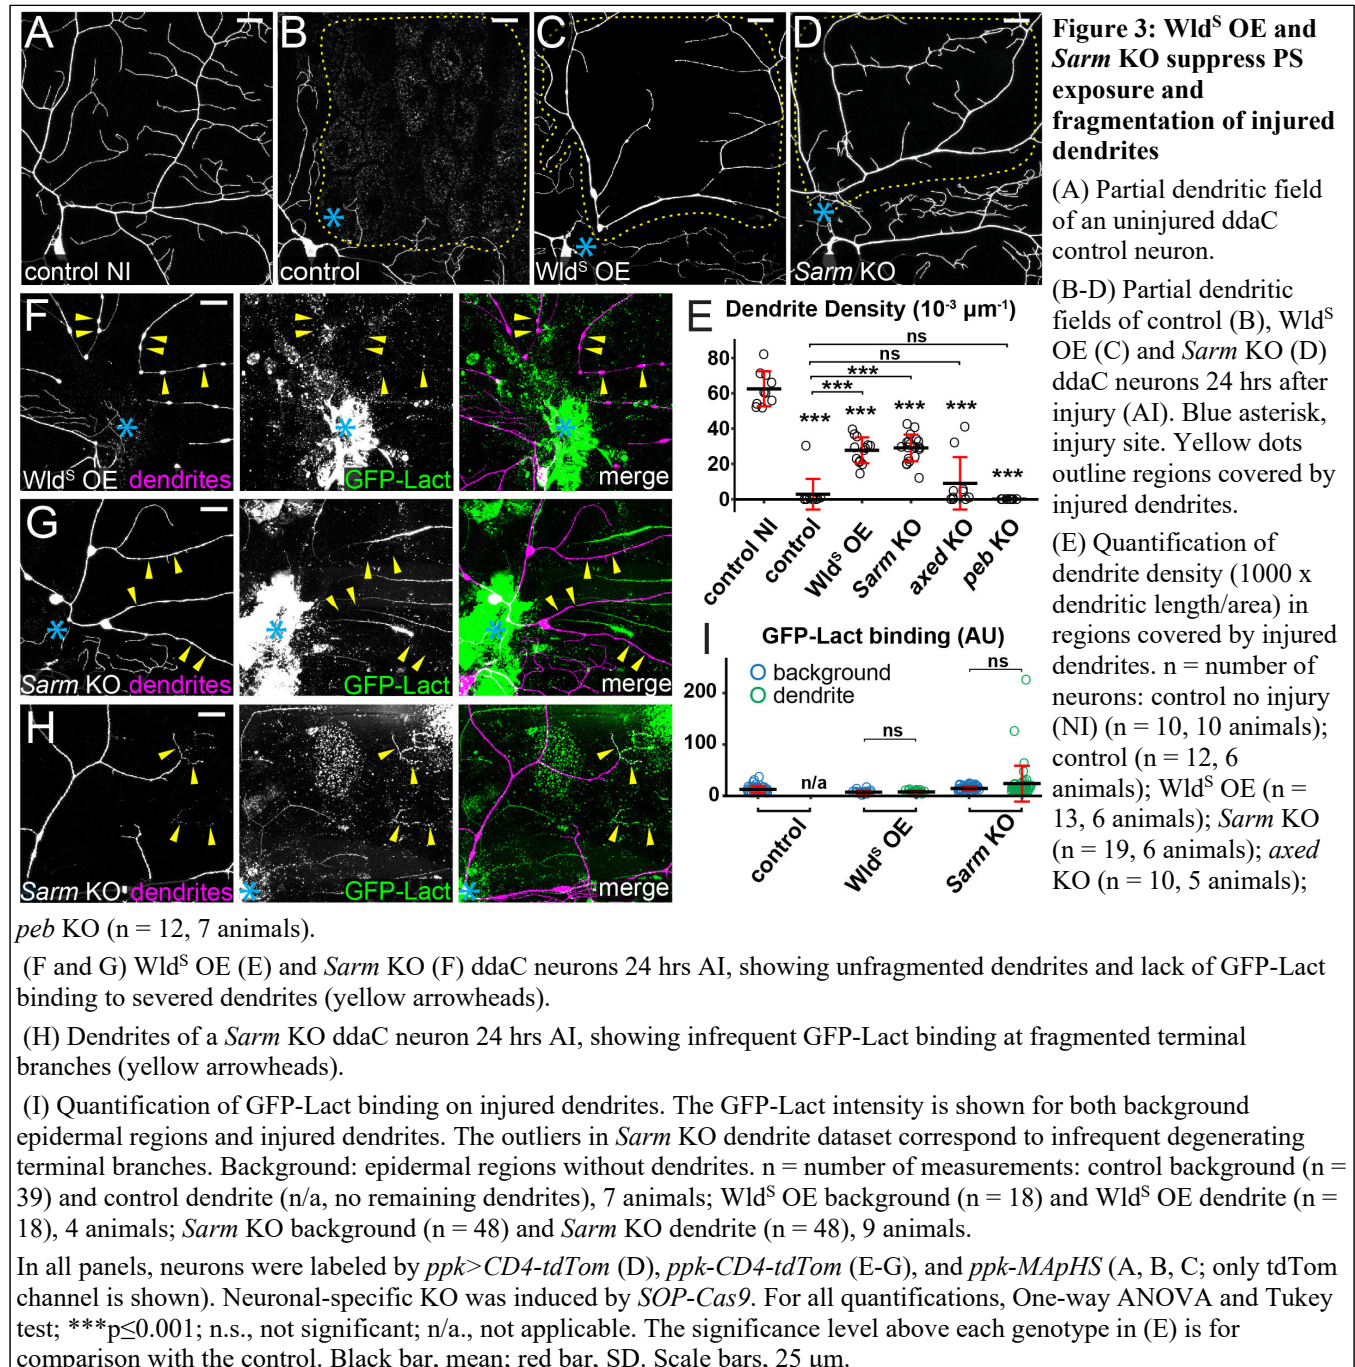 A
control NI
B
control
C
Wldˢ OE
D
Sarm KO
Figure 3: Wldˢ OE and
Sarm KO suppress PS
exposure and
fragmentation of injured
dendrites
(A) Partial dendritic field
of an uninjured ddaC
control neuron.
(B-D) Partial dendritic
fields of control (B), Wldˢ
OE (C) and Sarm KO (D)
ddaC neurons 24 hrs after
injury (AI). Blue asterisk,
injury site. Yellow dots
outline regions covered by
injured dendrites.
(E) Quantification of
dendrite density (1000 x
dendritic length/area) in
regions covered by injured
dendrites. n = number of
neurons: control no injury
(NI) (n = 10, 10 animals);
control (n = 12, 6
animals); Wldˢ OE (n =
13, 6 animals); Sarm KO
(n = 19, 6 animals); axed
KO (n = 10, 5 animals);
F
Wldˢ OE dendrites
GFP-Lact
merge
G
Sarm KO dendrites
GFP-Lact
merge
H
Sarm KO dendrites
GFP-Lact
merge
E
Dendrite Density (10⁻³ µm⁻¹)
80
60
40
20
0
ns
ns
***
***
***
***
***
***
***
control NI
control
Wldˢ OE
Sarm KO
axed KO
peb KO
I
GFP-Lact binding (AU)
background
dendrite
200
100
0
n/a
ns
ns
control
Wldˢ OE
Sarm KO
peb KO (n = 12, 7 animals).
(F and G) Wldˢ OE (E) and Sarm KO (F) ddaC neurons 24 hrs AI, showing unfragmented dendrites and lack of GFP-Lact
binding to severed dendrites (yellow arrowheads).
(H) Dendrites of a Sarm KO ddaC neuron 24 hrs AI, showing infrequent GFP-Lact binding at fragmented terminal
branches (yellow arrowheads).
(I) Quantification of GFP-Lact binding on injured dendrites. The GFP-Lact intensity is shown for both background
epidermal regions and injured dendrites. The outliers in Sarm KO dendrite dataset correspond to infrequent degenerating
terminal branches. Background: epidermal regions without dendrites. n = number of measurements: control background (n =
39) and control dendrite (n/a, no remaining dendrites), 7 animals; Wldˢ OE background (n = 18) and Wldˢ OE dendrite (n =
18), 4 animals; Sarm KO background (n = 48) and Sarm KO dendrite (n = 48), 9 animals.
In all panels, neurons were labeled by ppk>CD4-tdTom (D), ppk-CD4-tdTom (E-G), and ppk-MApHS (A, B, C; only tdTom
channel is shown). Neuronal-specific KO was induced by SOP-Cas9. For all quantifications, One-way ANOVA and Tukey
test; ***p≤0.001; n.s., not significant; n/a., not applicable. The significance level above each genotype in (E) is for
comparison with the control. Black bar, mean; red bar, SD. Scale bars, 25 µm.